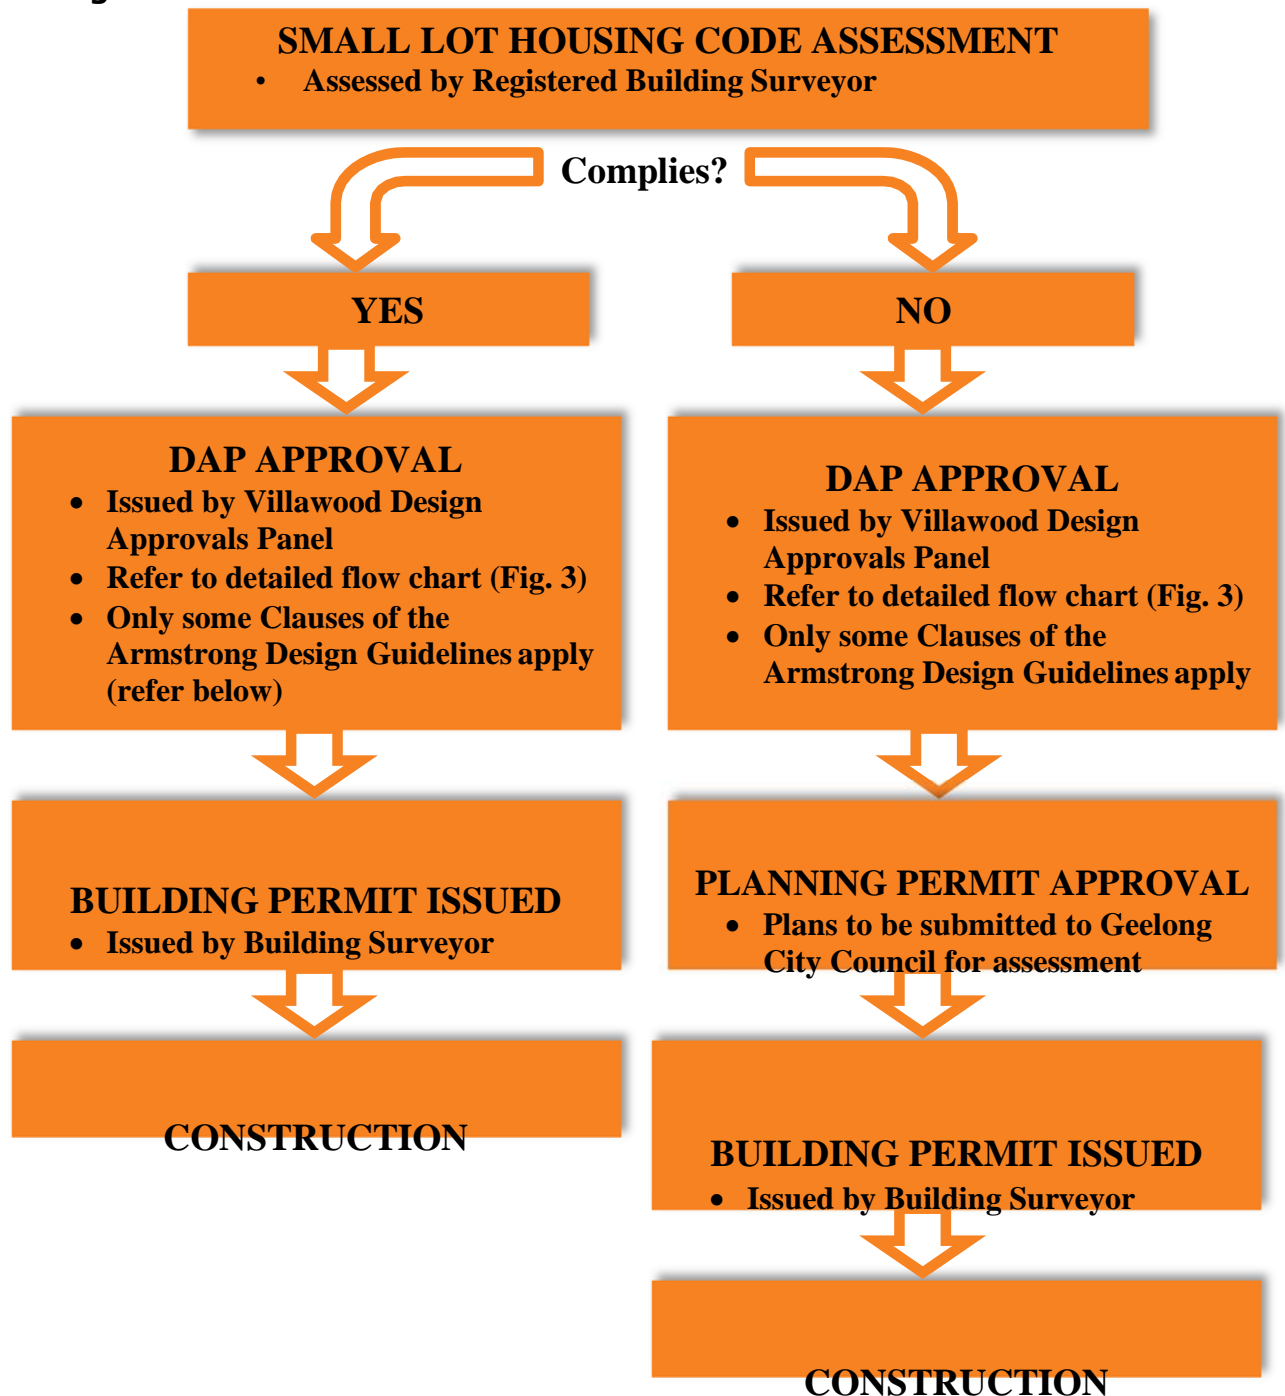 SMALL LOT HOUSING CODE ASSESSMENT
• Assessed by Registered Building Surveyor
Complies?
YES
NO
DAP APPROVAL
• Issued by Villawood Design
Approvals Panel
• Refer to detailed flow chart (Fig. 3)
• Only some Clauses of the
Armstrong Design Guidelines apply
(refer below)
DAP APPROVAL
• Issued by Villawood Design
Approvals Panel
• Refer to detailed flow chart (Fig. 3)
• Only some Clauses of the
Armstrong Design Guidelines apply
BUILDING PERMIT ISSUED
• Issued by Building Surveyor
PLANNING PERMIT APPROVAL
• Plans to be submitted to Geelong
City Council for assessment
CONSTRUCTION
BUILDING PERMIT ISSUED
• Issued by Building Surveyor
CONSTRUCTION